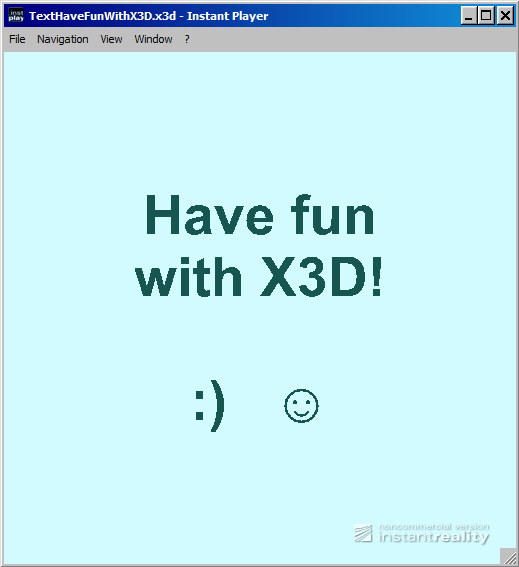 inst play TextHaveFunWithX3D.x3d - Instant Player
File Navigation View Window ?
Have fun
with X3D!
:) ☺
noncommercial version
instantreality